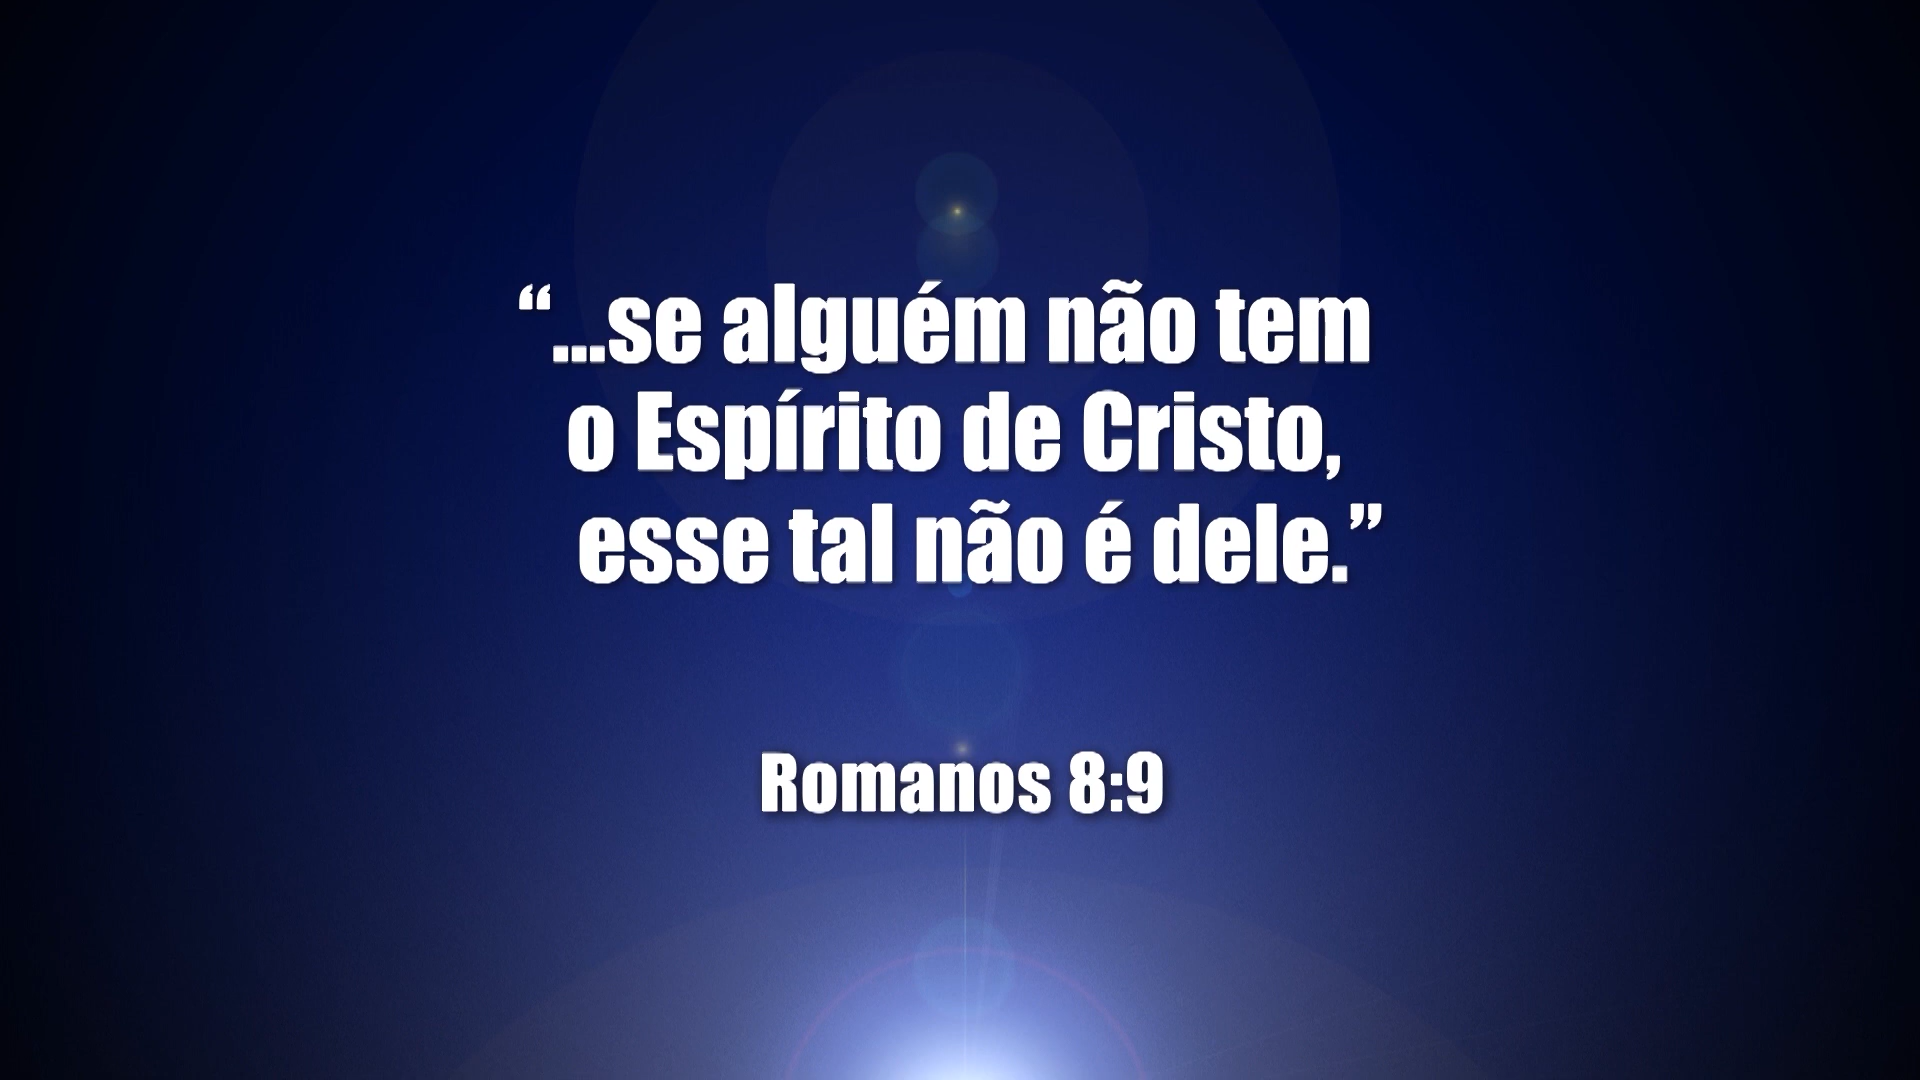 “...se alguém não tem
o Espírito de Cristo,
esse tal não é dele.”
Romanos 8:9